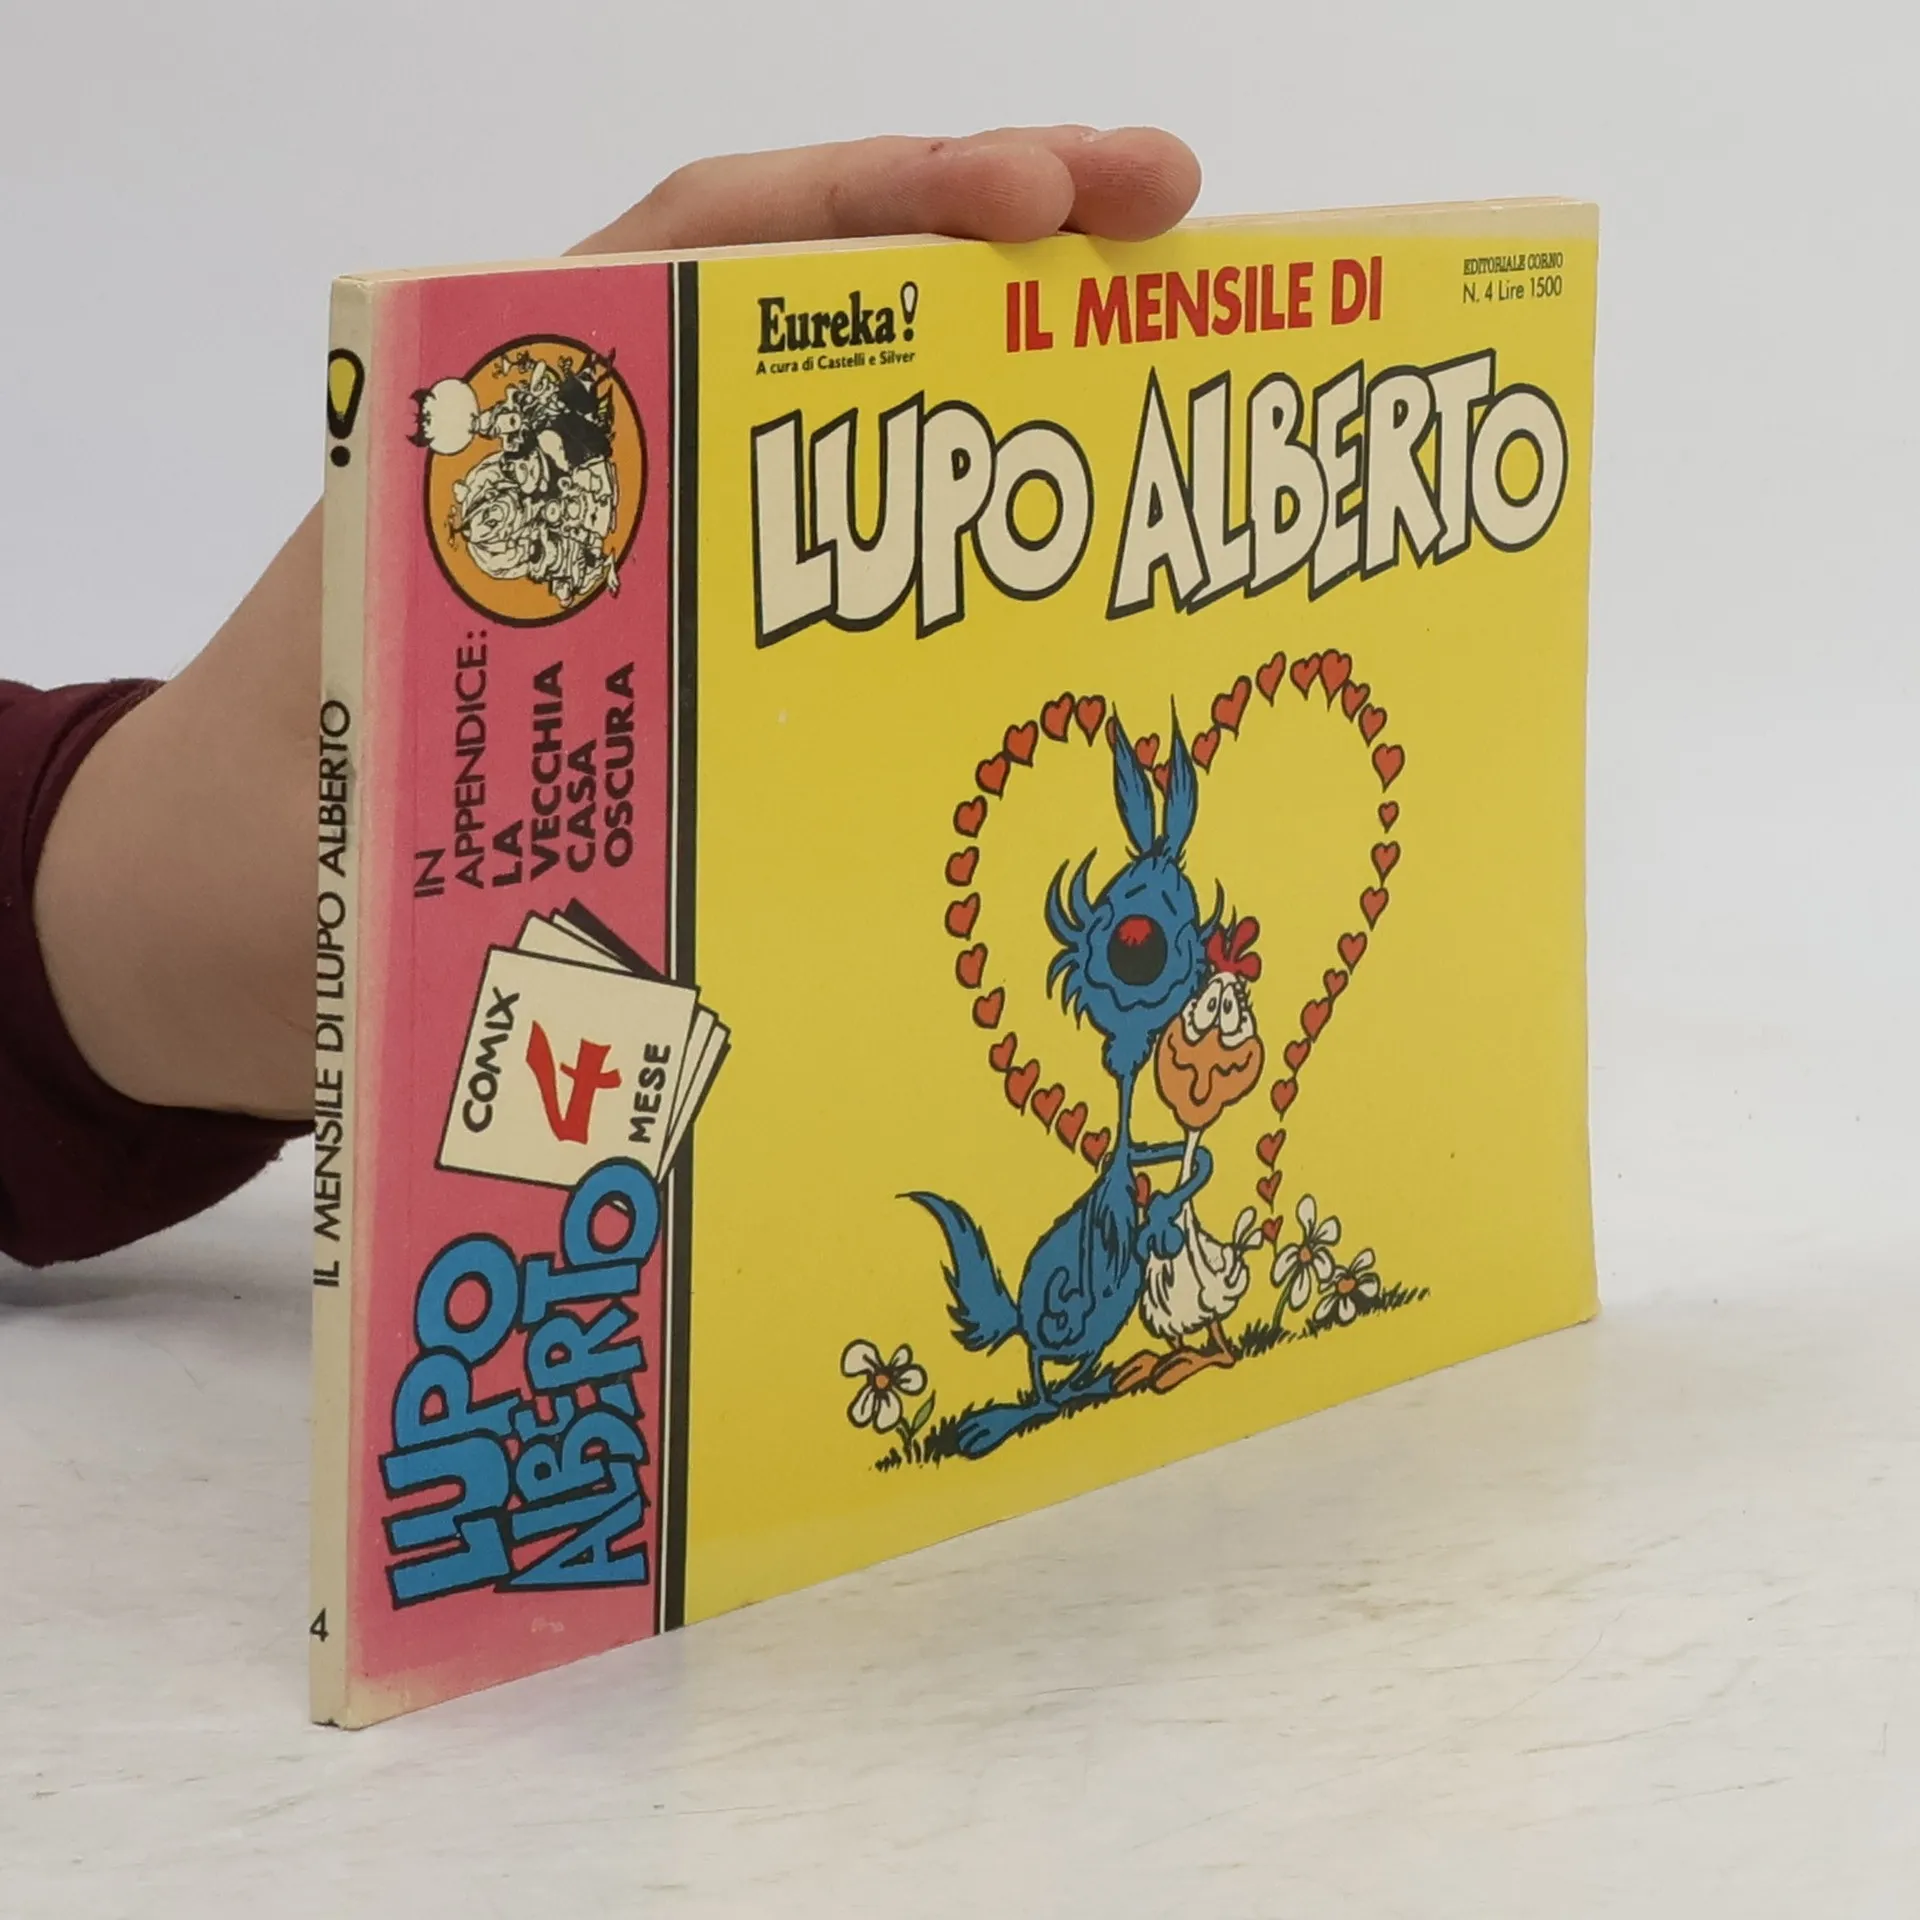 Eureka!
A cura di Castelli e Silver
IL MENSILE DI
EDITORIALE CORNO
N. 4 Lire 1500
LUPO ALBERTO
IN
APPENDICE:
LA
VECCHIA
CASA
OSCURA
COMIX
4
MESE
LUPO
ALBERTO
!
IL MENSILE DI LUPO ALBERTO
4